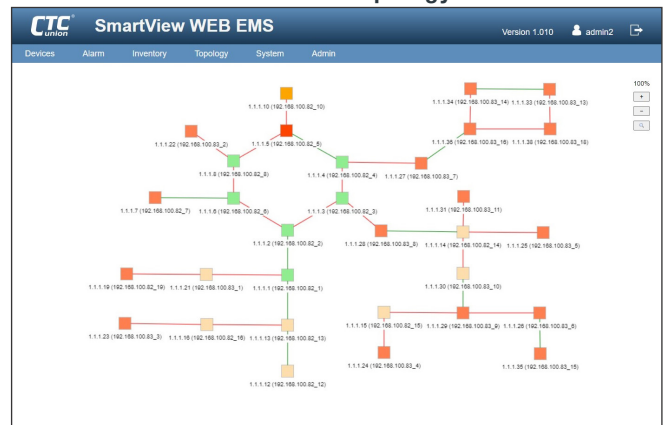 CTC union
SmartView WEB EMS
Version 1.010
admin2
Devices Alarm Inventory Topology System Admin
100%
+
-
1.1.1.10 (192.168.100.82_10)
1.1.1.34 (192.168.100.83_14) 1.1.1.33 (192.168.100.83_13)
1.1.1.22 (192.168.100.83_2) 1.1.1.5 (192.168.100.82_5) 1.1.1.36 (192.168.100.83_16) 1.1.1.38 (192.168.100.83_18)
1.1.1.8 (192.168.100.82_8) 1.1.1.4 (192.168.100.82_4) 1.1.1.27 (192.168.100.83_7)
1.1.1.7 (192.168.100.82_7) 1.1.1.6 (192.168.100.82_6) 1.1.1.3 (192.168.100.82_3) 1.1.1.31 (192.168.100.83_11)
1.1.1.2 (192.168.100.82_2) 1.1.1.28 (192.168.100.83_8) 1.1.1.14 (192.168.100.82_14) 1.1.1.25 (192.168.100.83_5)
1.1.1.19 (192.168.100.82_19) 1.1.1.21 (192.168.100.83_1) 1.1.1.1 (192.168.100.82_1) 1.1.1.30 (192.168.100.83_10)
1.1.1.15 (192.168.100.82_15) 1.1.1.29 (192.168.100.83_9) 1.1.1.26 (192.168.100.83_6)
1.1.1.23 (192.168.100.83_3) 1.1.1.16 (192.168.100.82_16) 1.1.1.13 (192.168.100.82_13)
1.1.1.24 (192.168.100.83_4) 1.1.1.35 (192.168.100.83_15)
1.1.1.12 (192.168.100.82_12)